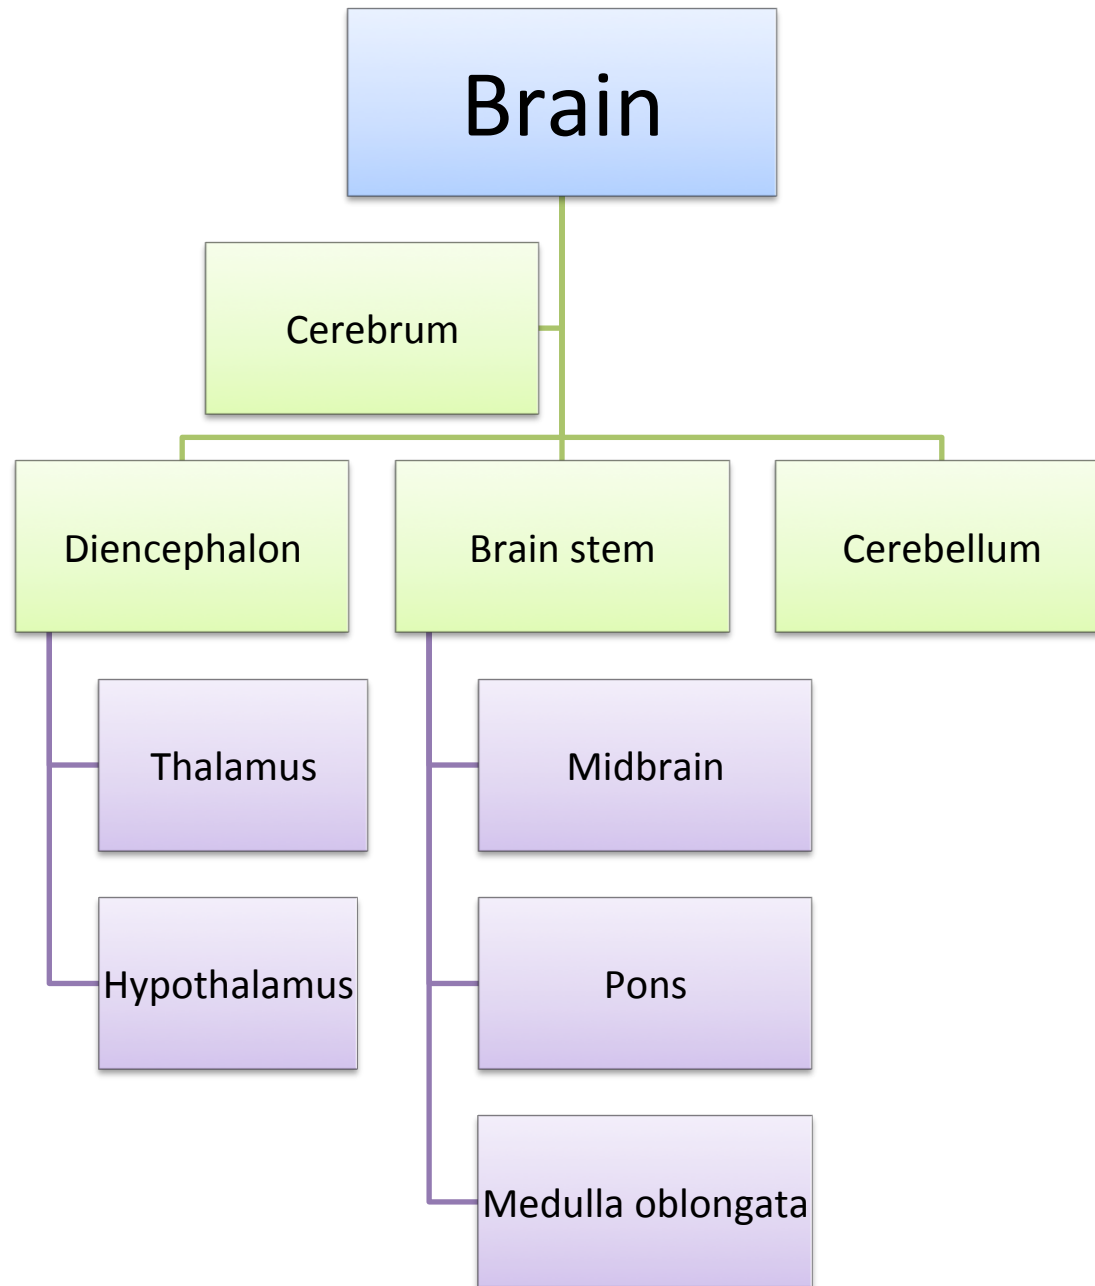 Brain
Cerebrum
Diencephalon
Brain stem
Cerebellum
Thalamus
Midbrain
Hypothalamus
Pons
Medulla oblongata